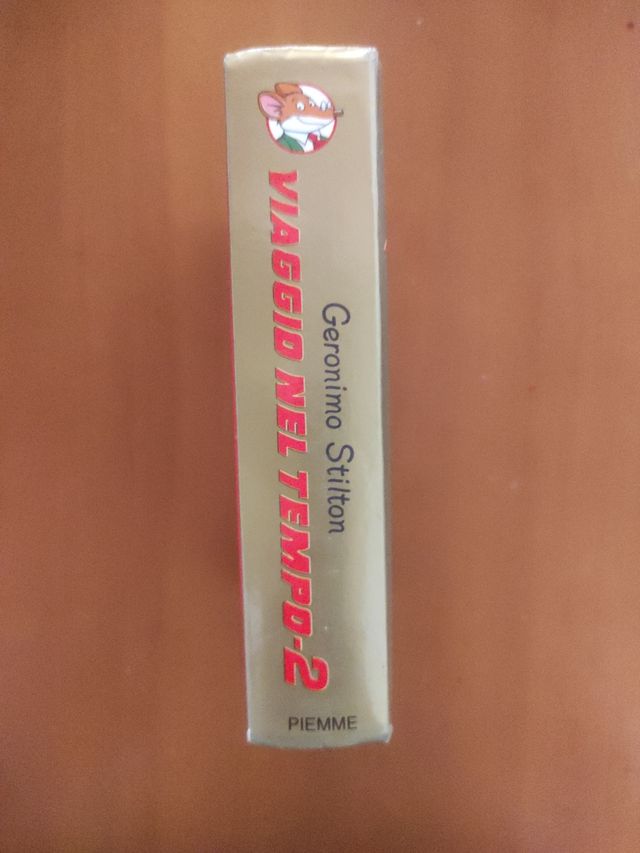 Geronimo Stilton
VIAGGIO NEL TEMPO-2
PIEMME